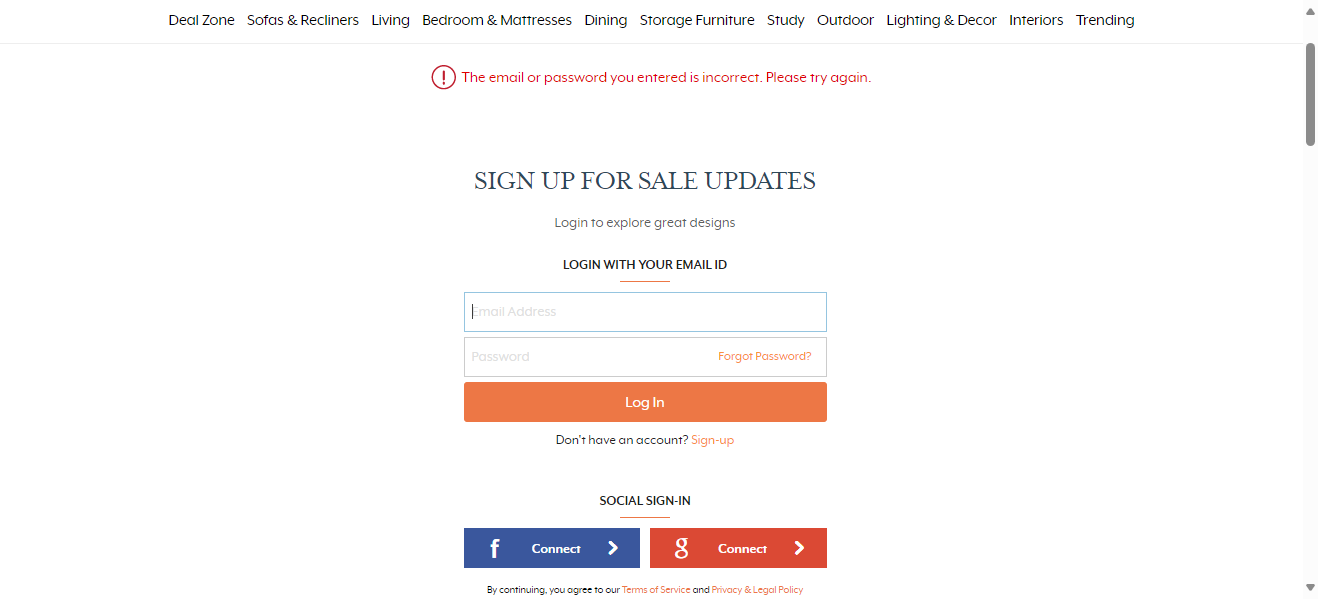 Deal Zone Sofas & Recliners Living Bedroom & Mattresses Dining Storage Furniture Study Outdoor Lighting & Decor Interiors Trending
The email or password you entered is incorrect. Please try again.
SIGN UP FOR SALE UPDATES
Login to explore great designs
LOGIN WITH YOUR EMAIL ID
Email Address
Password Forgot Password?
Log In
Don't have an account? Sign-up
SOCIAL SIGN-IN
f Connect g Connect
By continuing, you agree to our Terms of Service and Privacy & Legal Policy